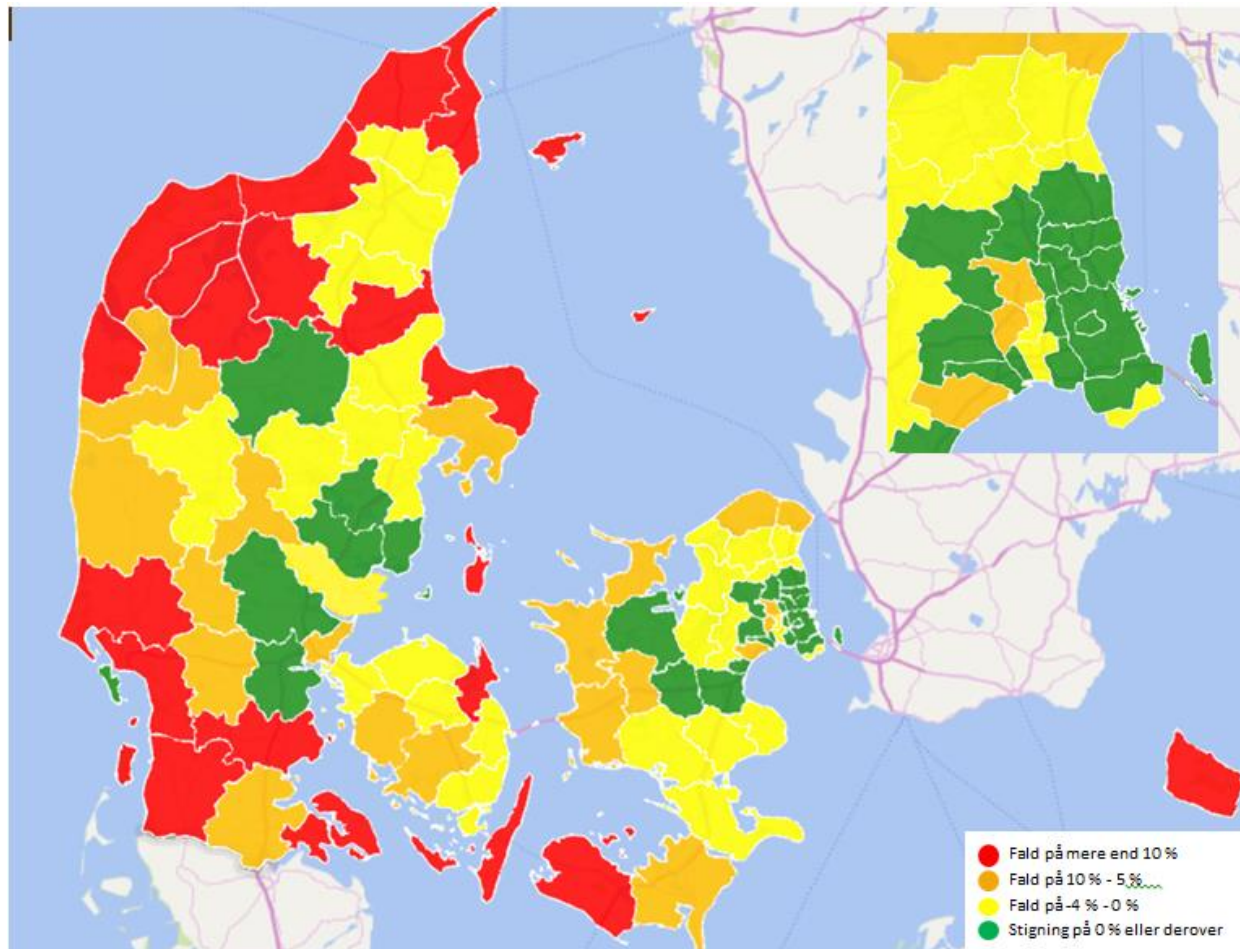 Fald på mere end 10 %
Fald på 10 % - 5 %
Fald på -4 % - 0 %
Stigning på 0 % eller derover